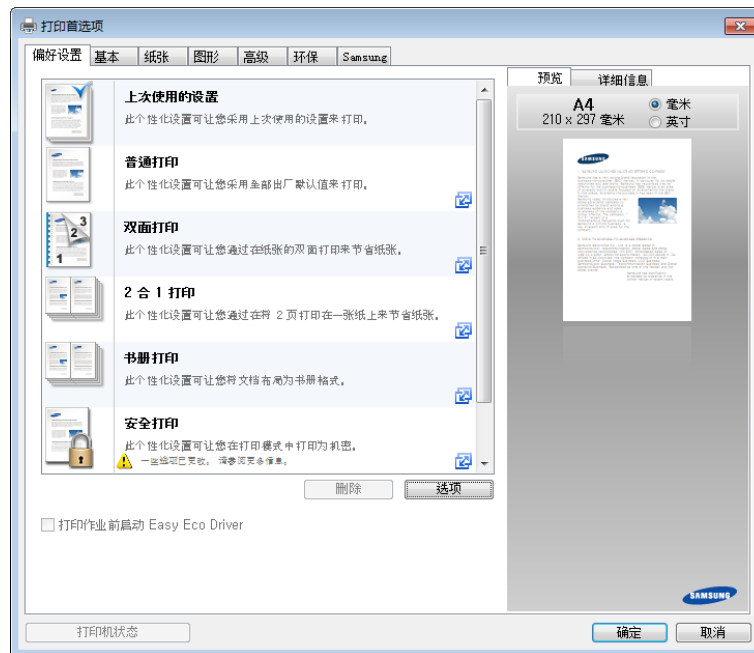 打印首选项
偏好设置 基本 纸张 图形 高级 环保 Samsung
上次使用的设置
此个性化设置可让您采用上次使用的设置来打印。
普通打印
此个性化设置可让您采用全部出厂默认值来打印。
双面打印
此个性化设置可让您通过在纸张的双面打印来节省纸张。
2 合 1 打印
此个性化设置可让您通过在将 2 页打印在一张纸上来节省纸张。
书册打印
此个性化设置可让您将文档布局为书册格式。
安全打印
此个性化设置可让您在打印模式中打印为机密。
一些选项已更改。 请参阅更多信息。
3
2
1
删除 选项
打印作业前启动 Easy Eco Driver
预览 详细信息
A4
210 x 297 毫米
毫米
英寸
SAMSUNG
SAMSUNG
打印机状态 确定 取消